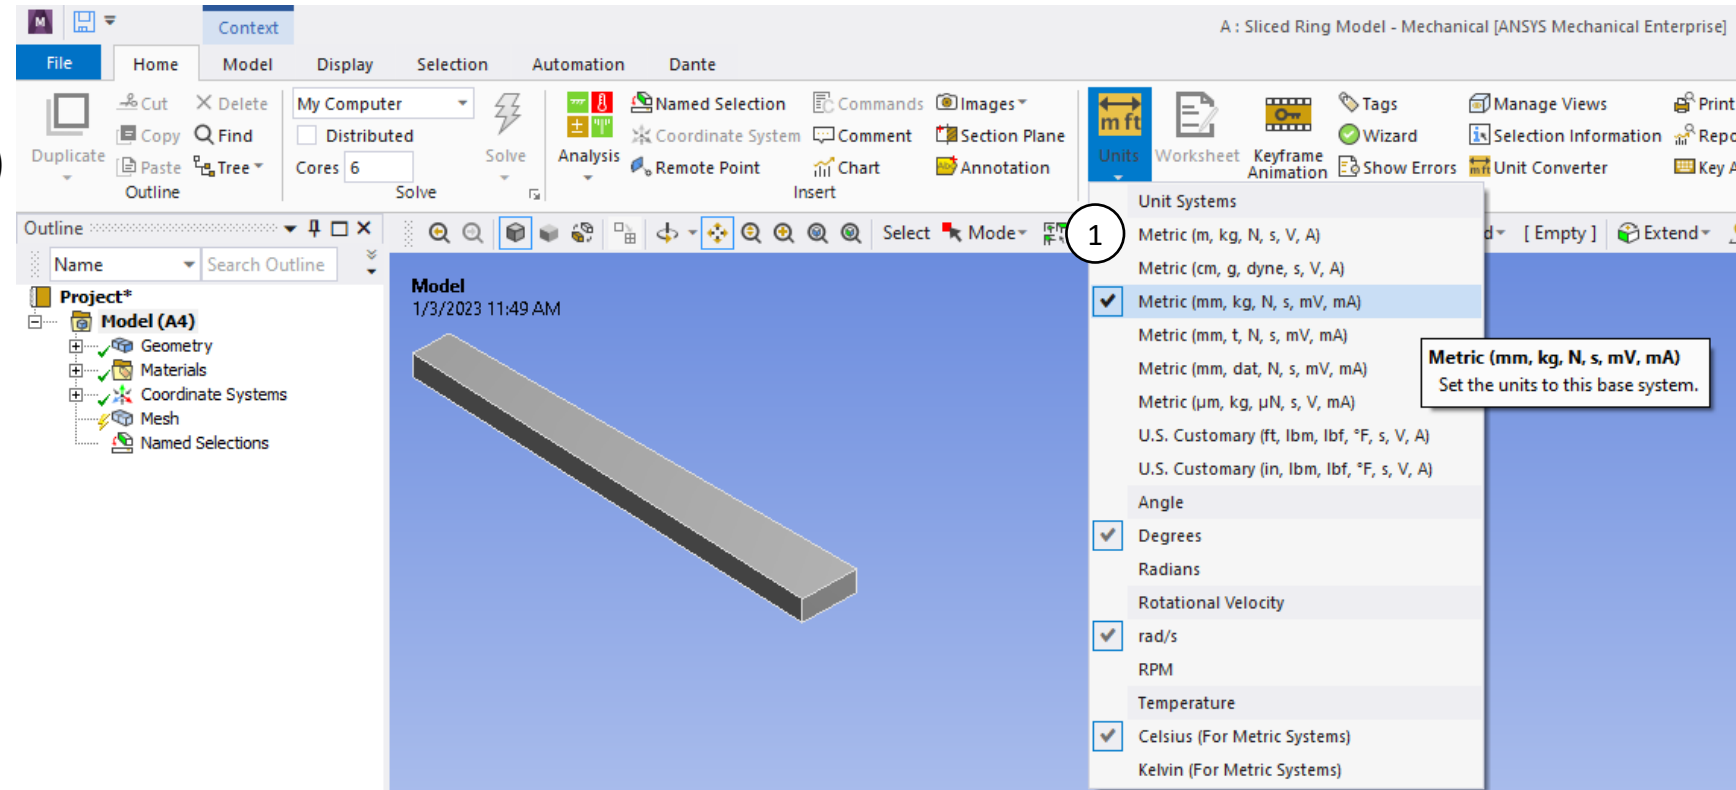 M
Context
A : Sliced Ring Model - Mechanical [ANSYS Mechanical Enterprise]
File Home Model Display Selection Automation Dante
Duplicate
Cut Delete
Copy Find
Paste Tree
Outline
My Computer
Distributed
Cores 6
Solve
Solve
Analysis
Named Selection Commands Images
Coordinate System Comment Section Plane
Remote Point Chart Annotation
Insert
m ft
Units
Worksheet
Keyframe
Animation
Tags Manage Views Print
Wizard Selection Information Repo
Show Errors Unit Converter Key A
Outline
Name Search Outline
Project*
Model (A4)
Geometry
Materials
Coordinate Systems
Mesh
Named Selections
Select Mode d [ Empty ] Extend
Model
1/3/2023 11:49 AM
1
Unit Systems
Metric (m, kg, N, s, V, A)
Metric (cm, g, dyne, s, V, A)
Metric (mm, kg, N, s, mV, mA)
Metric (mm, t, N, s, mV, mA)
Metric (mm, dat, N, s, mV, mA)
Metric (µm, kg, µN, s, V, mA)
U.S. Customary (ft, lbm, lbf, °F, s, V, A)
U.S. Customary (in, lbm, lbf, °F, s, V, A)
Angle
Degrees
Radians
Rotational Velocity
rad/s
RPM
Temperature
Celsius (For Metric Systems)
Kelvin (For Metric Systems)
Metric (mm, kg, N, s, mV, mA)
Set the units to this base system.